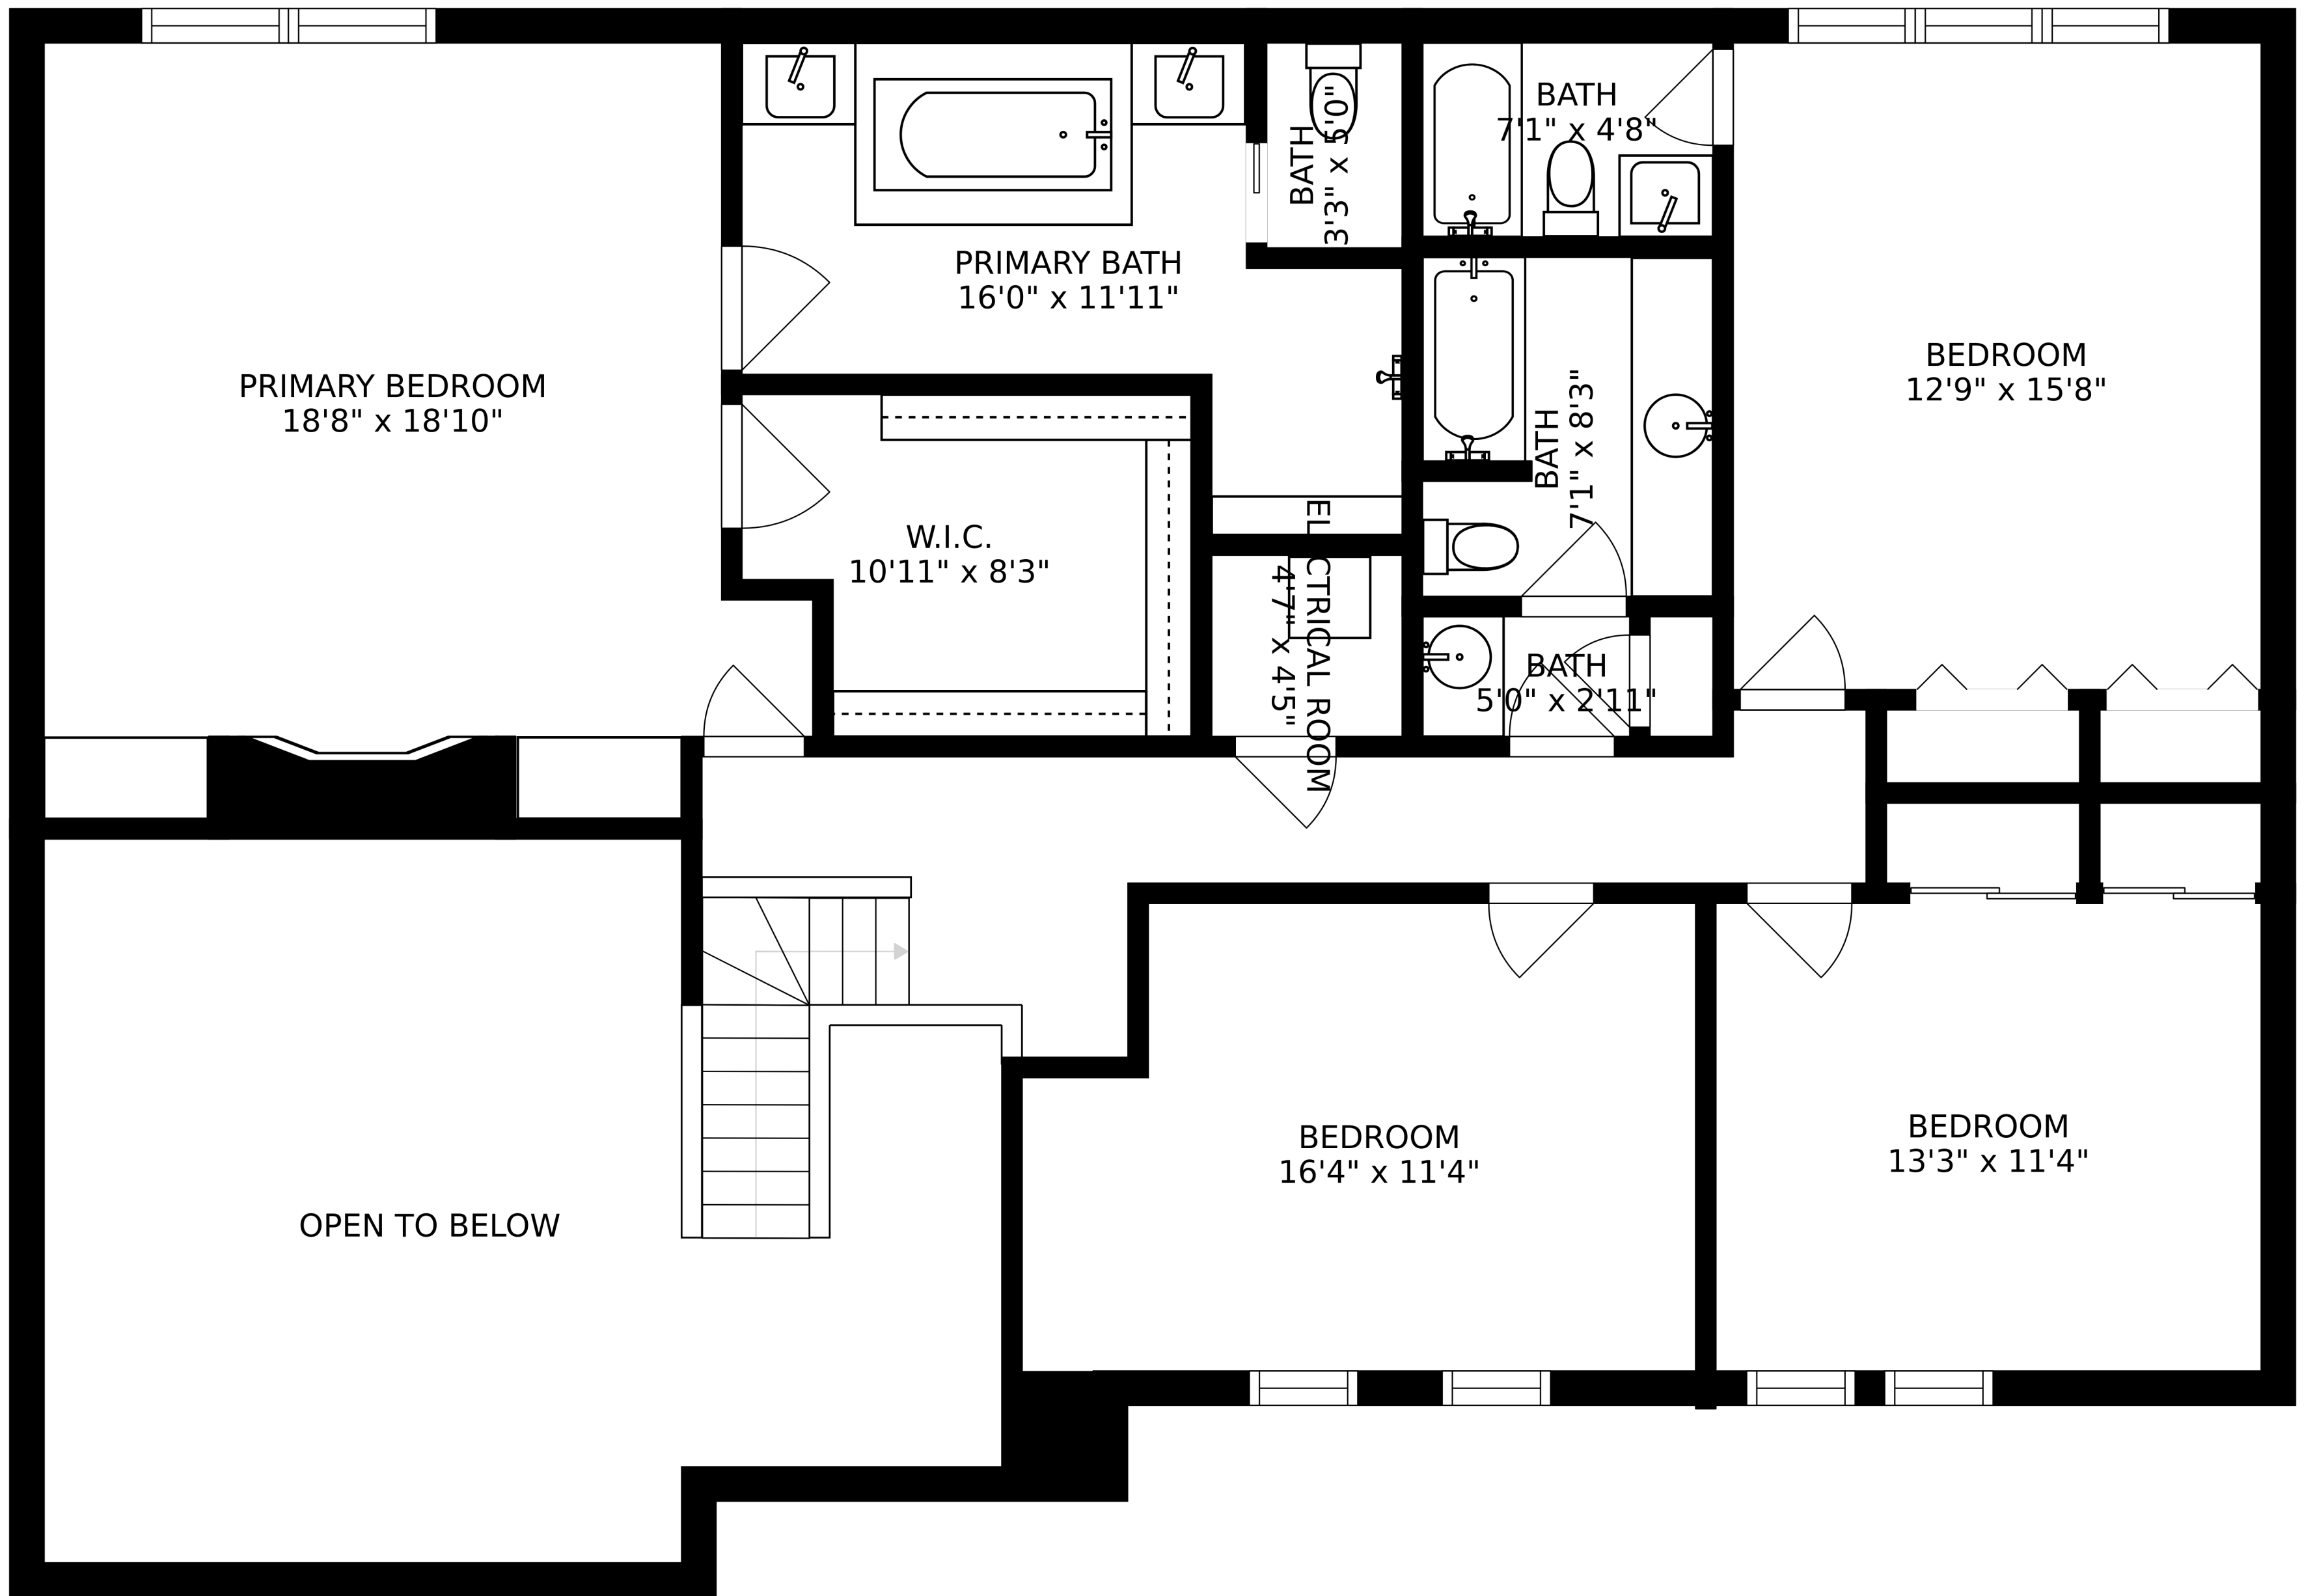 BATH
7'1" x 4'8"
BATH
3'3" x 5'0"
PRIMARY BATH
16'0" x 11'11"
PRIMARY BEDROOM
18'8" x 18'10"
BEDROOM
12'9" x 15'8"
BATH
7'1" x 8'3"
W.I.C.
10'11" x 8'3"
ELECTRICAL ROOM
4'7" x 4'5"
BATH
5'0" x 2'11"
BEDROOM
16'4" x 11'4"
BEDROOM
13'3" x 11'4"
OPEN TO BELOW